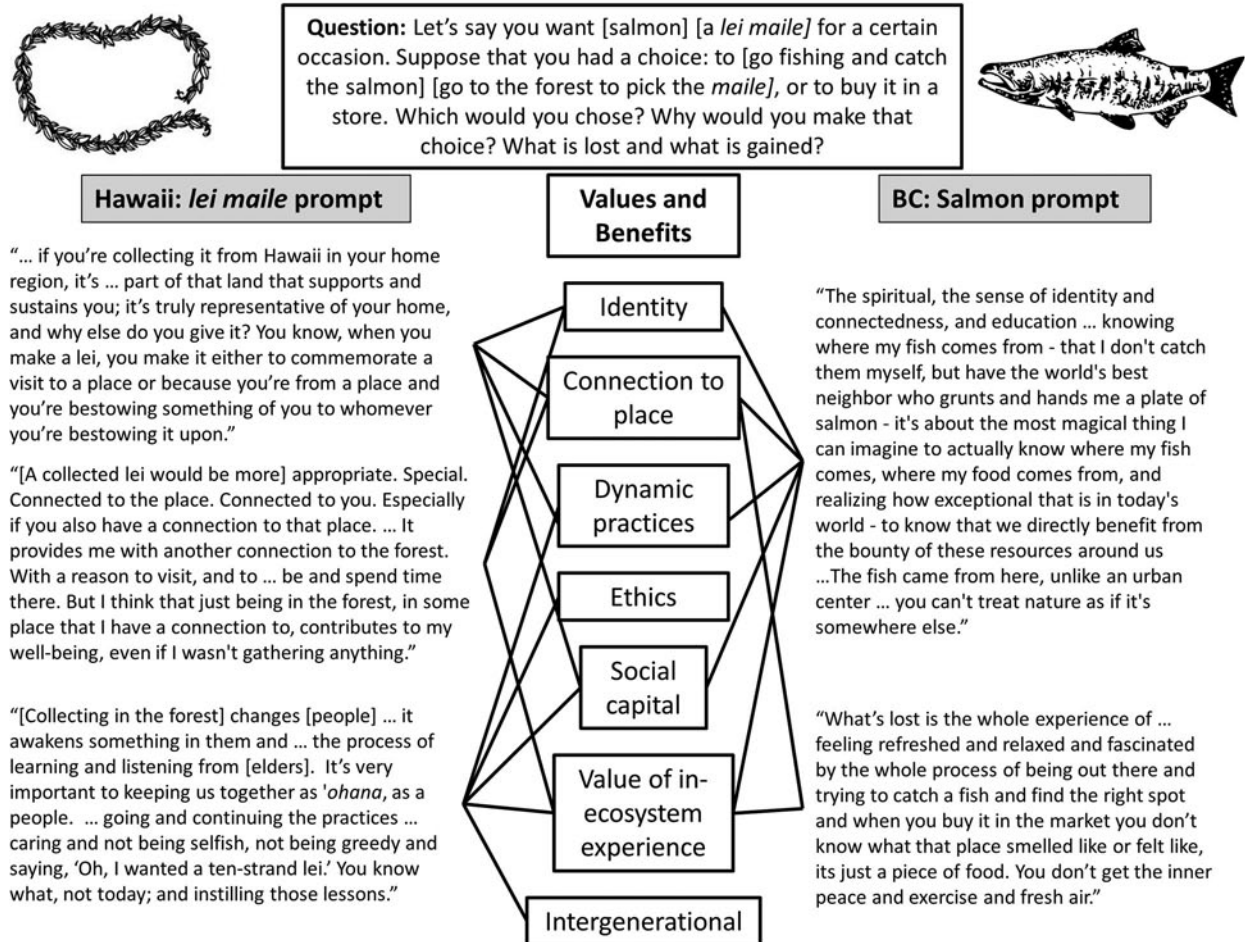 Question: Let’s say you want [salmon] [a lei maile] for a certain
occasion. Suppose that you had a choice: to [go fishing and catch
the salmon] [go to the forest to pick the maile], or to buy it in a
store. Which would you chose? Why would you make that
choice? What is lost and what is gained?
Hawaii: lei maile prompt
“... if you’re collecting it from Hawaii in your home
region, it’s ... part of that land that supports and
sustains you; it’s truly representative of your home,
and why else do you give it? You know, when you
make a lei, you make it either to commemorate a
visit to a place or because you’re from a place and
you’re bestowing something of you to whomever
you’re bestowing it upon.”
“[A collected lei would be more] appropriate. Special.
Connected to the place. Connected to you. Especially
if you also have a connection to that place. ... It
provides me with another connection to the forest.
With a reason to visit, and to ... be and spend time
there. But I think that just being in the forest, in some
place that I have a connection to, contributes to my
well-being, even if I wasn't gathering anything.”
“[Collecting in the forest] changes [people] ... it
awakens something in them and ... the process of
learning and listening from [elders].  It’s very
important to keeping us together as 'ohana, as a
people.  ... going and continuing the practices ...
caring and not being selfish, not being greedy and
saying, ‘Oh, I wanted a ten-strand lei.’ You know
what, not today; and instilling those lessons.”
Values and
Benefits
Identity
Connection to
place
Dynamic
practices
Ethics
Social
capital
Value of in-
ecosystem
experience
Intergenerational
BC: Salmon prompt
“The spiritual, the sense of identity and
connectedness, and education ... knowing
where my fish comes from - that I don't catch
them myself, but have the world's best
neighbor who grunts and hands me a plate of
salmon - it's about the most magical thing I
can imagine to actually know where my fish
comes, where my food comes from, and
realizing how exceptional that is in today's
world - to know that we directly benefit from
the bounty of these resources around us
...The fish came from here, unlike an urban
center ... you can't treat nature as if it's
somewhere else.”
“What’s lost is the whole experience of ...
feeling refreshed and relaxed and fascinated
by the whole process of being out there and
trying to catch a fish and find the right spot
and when you buy it in the market you don’t
know what that place smelled like or felt like,
its just a piece of food. You don’t get the inner
peace and exercise and fresh air.”